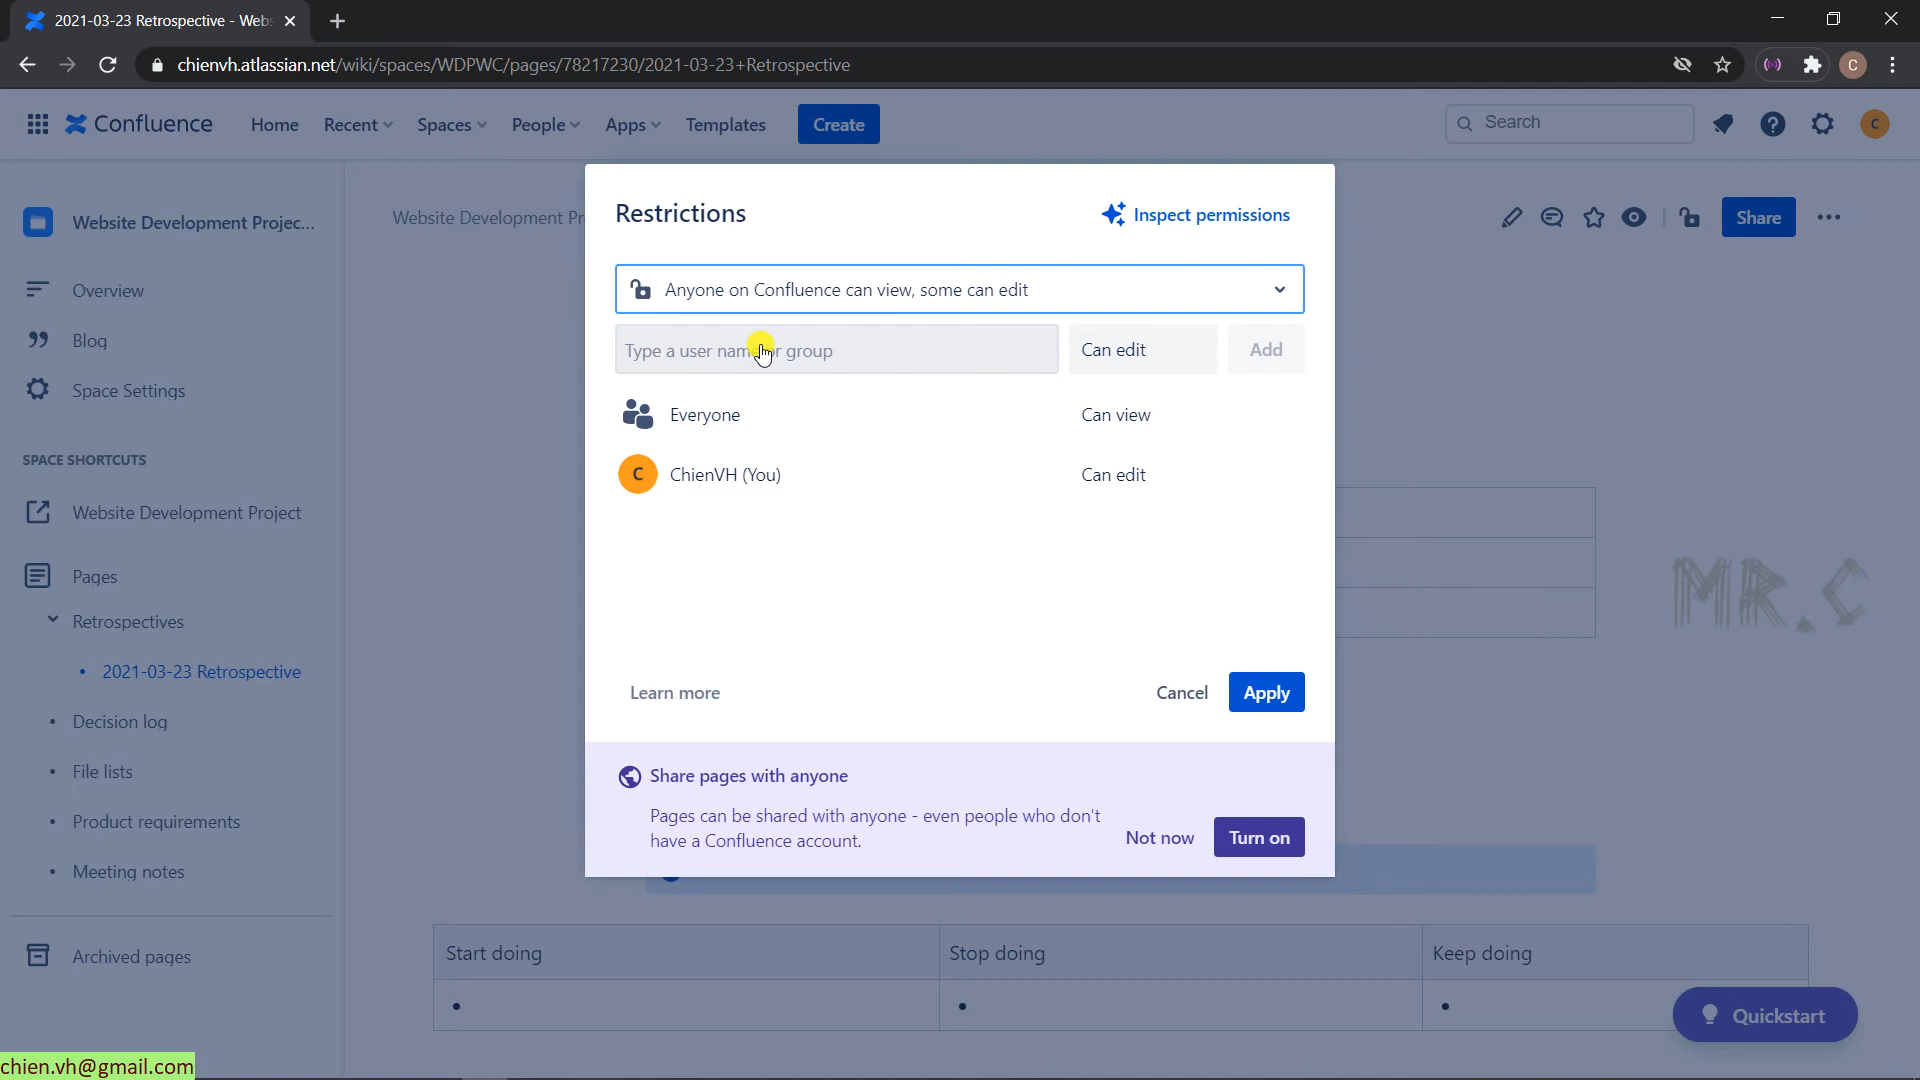 2021-03-23 Retrospective - Web
chienvh.atlassian.net/wiki/spaces/WDPWC/pages/78217230/2021-03-23+Retrospective
C
Confluence
Home
Recent
Spaces
People
Apps
Templates
Create
Search
C
Website Development Projec...
Overview
Blog
Space Settings
SPACE SHORTCUTS
Website Development Project
Pages
Retrospectives
• 2021-03-23 Retrospective
• Decision log
• File lists
• Product requirements
• Meeting notes
Archived pages
Website Development Pr
Share
Restrictions
Inspect permissions
Anyone on Confluence can view, some can edit
Type a user name or group
Can edit
Add
Everyone
Can view
C
ChienVH (You)
Can edit
Learn more
Cancel
Apply
Share pages with anyone
Pages can be shared with anyone - even people who don't
have a Confluence account.
Not now
Turn on
MR.C
Start doing
Stop doing
Keep doing
•
•
•
Quickstart
chien.vh@gmail.com